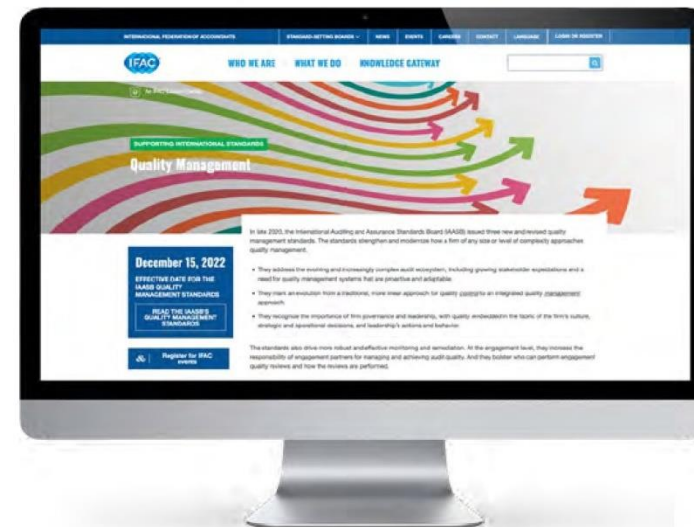 INTERNATIONAL FEDERATION OF ACCOUNTANTS
STANDARD-SETTING BOARDS
NEWS
EVENTS
CAREERS
CONTACT
LANGUAGE
LOGIN OR REGISTER
IFAC
WHO WE ARE
WHAT WE DO
KNOWLEDGE GATEWAY
SUPPORTING INTERNATIONAL STANDARDS
Quality Management
In late 2020, the International Auditing and Assurance Standards Board (IAASB) issued three new and revised quality
management standards. The standards strengthen and modernize how a firm of any size or level of complexity approaches
quality management.
• They address the evolving and increasingly complex audit ecosystem, including growing stakeholder expectations and a
need for quality management systems that are proactive and adaptable.
• They mark an evolution from a traditional, more linear approach for quality control to an integrated quality management
approach.
• They recognize the importance of firm governance and leadership, with quality embedded in the fabric of the firm's culture,
strategic and operational decisions, and leadership's actions and behavior.
The standards also drive more robust and effective monitoring and remediation. At the engagement level, they increase the
responsibility of engagement partners for managing and achieving audit quality. And they bolster who can perform engagement
quality reviews and how the reviews are performed.
December 15, 2022
EFFECTIVE DATE FOR THE
IAASB QUALITY
MANAGEMENT STANDARDS
READ THE IAASB'S
QUALITY MANAGEMENT
STANDARDS
Register for IFAC
events